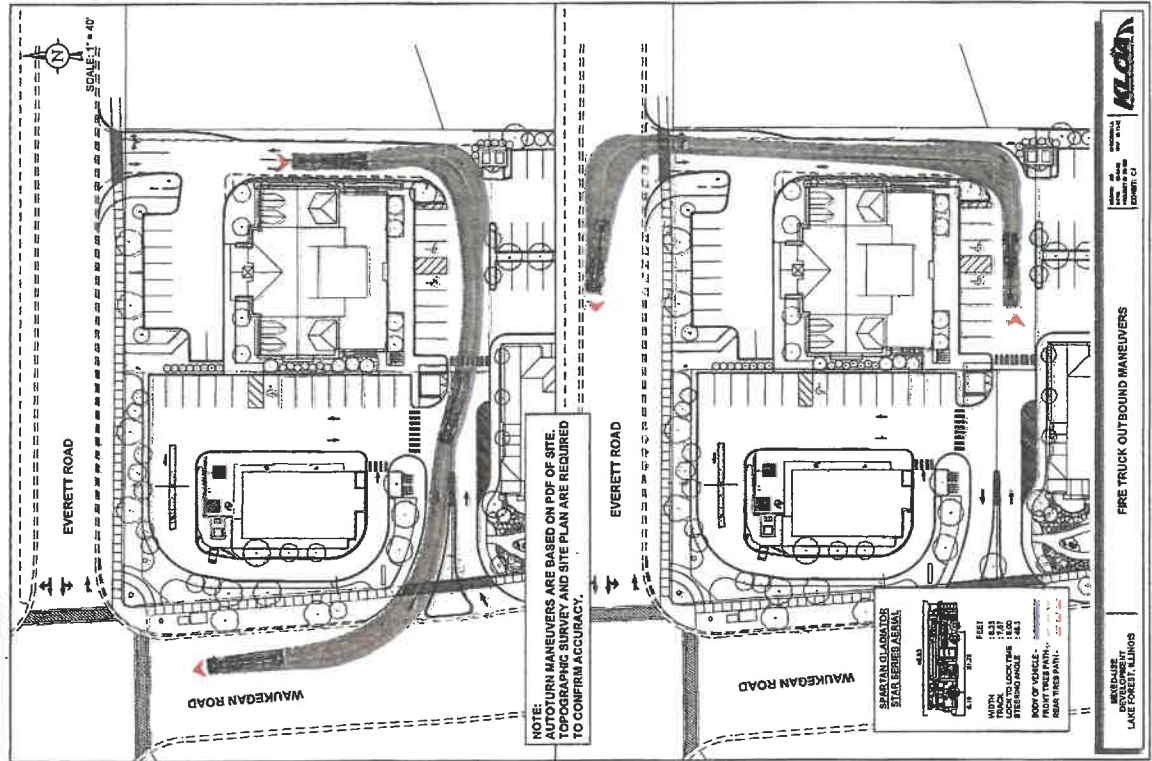 N
SCALE: 1" = 40'
EVERETT ROAD
WAUKEGAN ROAD
NOTE:
AUTOTURN MANEUVERS ARE BASED ON PDF OF SITE.
TOPOGRAPHIC SURVEY AND SITE PLAN ARE REQUIRED
TO CONFIRM ACCURACY.
EVERETT ROAD
WAUKEGAN ROAD
SPARTAN GLADIATOR
STAR SERIES AERIAL
FEET
WIDTH
TRACK
LOCK TO LOCK TIME
STEERING ANGLE
BODY OF VEHICLE -
FRONT TIRES PATH -
REAR TIRES PATH -
MIXED-USE
DEVELOPMENT
LAKE FOREST, ILLINOIS
FIRE TRUCK OUTBOUND MANEUVERS
KLOA